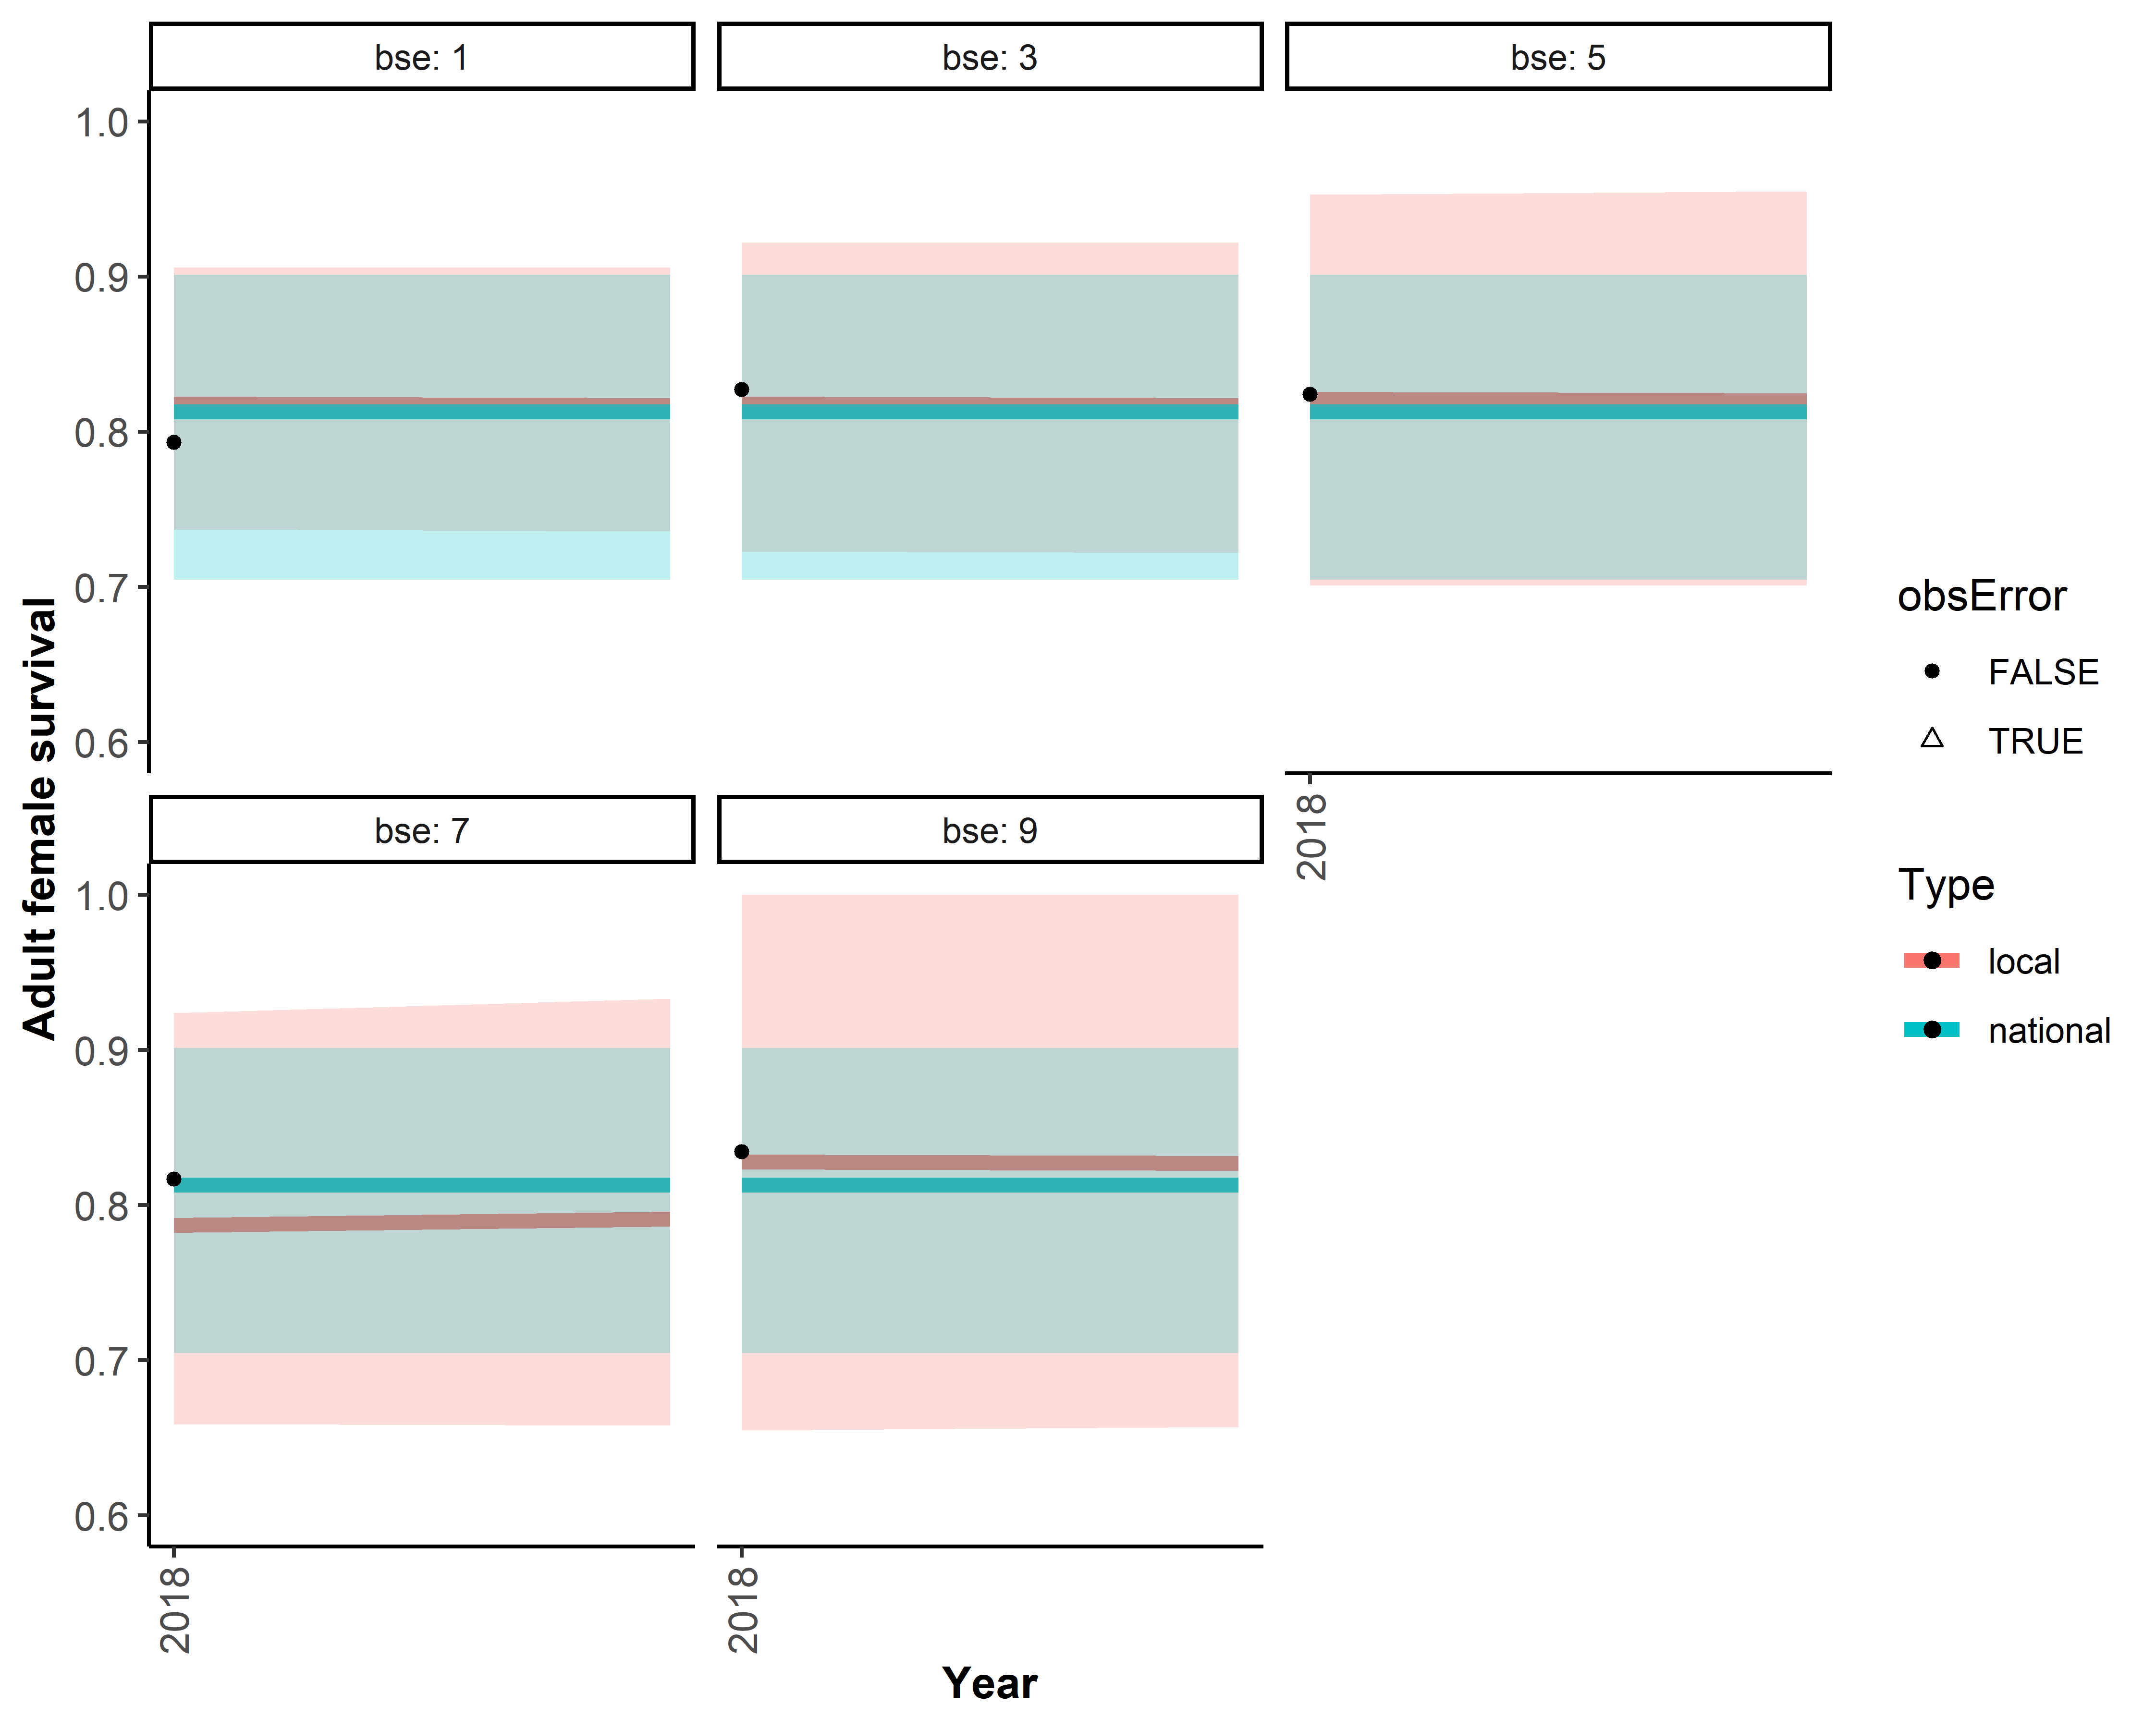 bse: 1
bse: 3
bse: 5
1.0
0.9
0.8
0.7
0.6
2018
bse: 7
bse: 9
1.0
0.9
0.8
0.7
0.6
2018
2018
Year
Adult female survival
obsError
FALSE
TRUE
Type
local
national